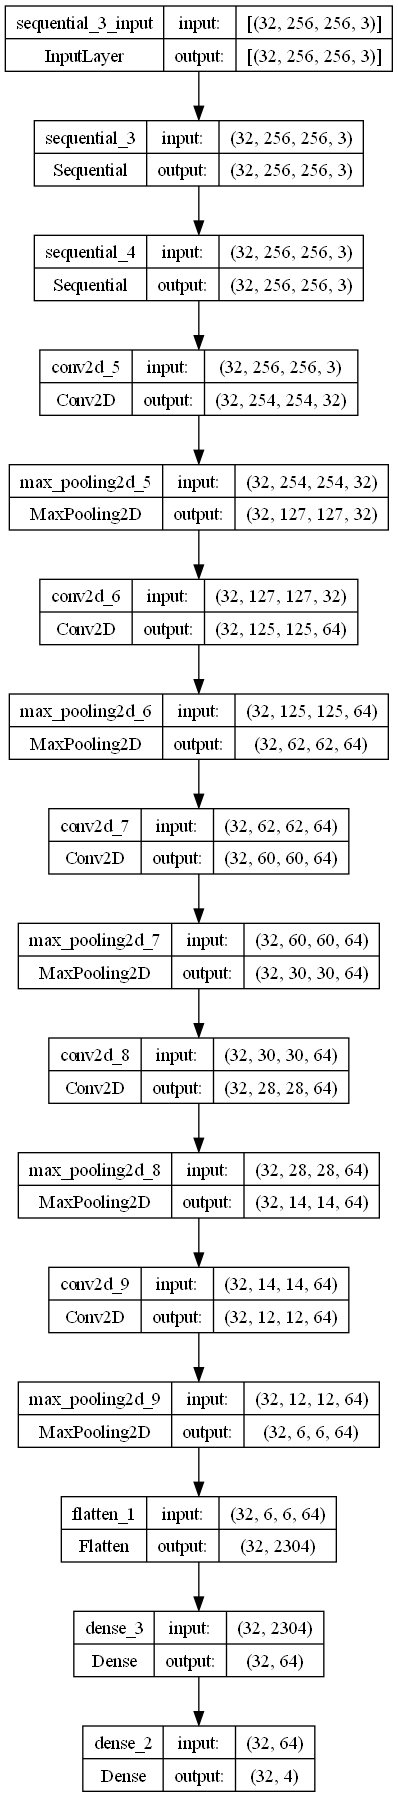 sequential_3_input input: [(32, 256, 256, 3)]
InputLayer output: [(32, 256, 256, 3)]
sequential_3 input: (32, 256, 256, 3)
Sequential output: (32, 256, 256, 3)
sequential_4 input: (32, 256, 256, 3)
Sequential output: (32, 256, 256, 3)
conv2d_5 input: (32, 256, 256, 3)
Conv2D output: (32, 254, 254, 32)
max_pooling2d_5 input: (32, 254, 254, 32)
MaxPooling2D output: (32, 127, 127, 32)
conv2d_6 input: (32, 127, 127, 32)
Conv2D output: (32, 125, 125, 64)
max_pooling2d_6 input: (32, 125, 125, 64)
MaxPooling2D output: (32, 62, 62, 64)
conv2d_7 input: (32, 62, 62, 64)
Conv2D output: (32, 60, 60, 64)
max_pooling2d_7 input: (32, 60, 60, 64)
MaxPooling2D output: (32, 30, 30, 64)
conv2d_8 input: (32, 30, 30, 64)
Conv2D output: (32, 28, 28, 64)
max_pooling2d_8 input: (32, 28, 28, 64)
MaxPooling2D output: (32, 14, 14, 64)
conv2d_9 input: (32, 14, 14, 64)
Conv2D output: (32, 12, 12, 64)
max_pooling2d_9 input: (32, 12, 12, 64)
MaxPooling2D output: (32, 6, 6, 64)
flatten_1 input: (32, 6, 6, 64)
Flatten output: (32, 2304)
dense_3 input: (32, 2304)
Dense output: (32, 64)
dense_2 input: (32, 64)
Dense output: (32, 4)